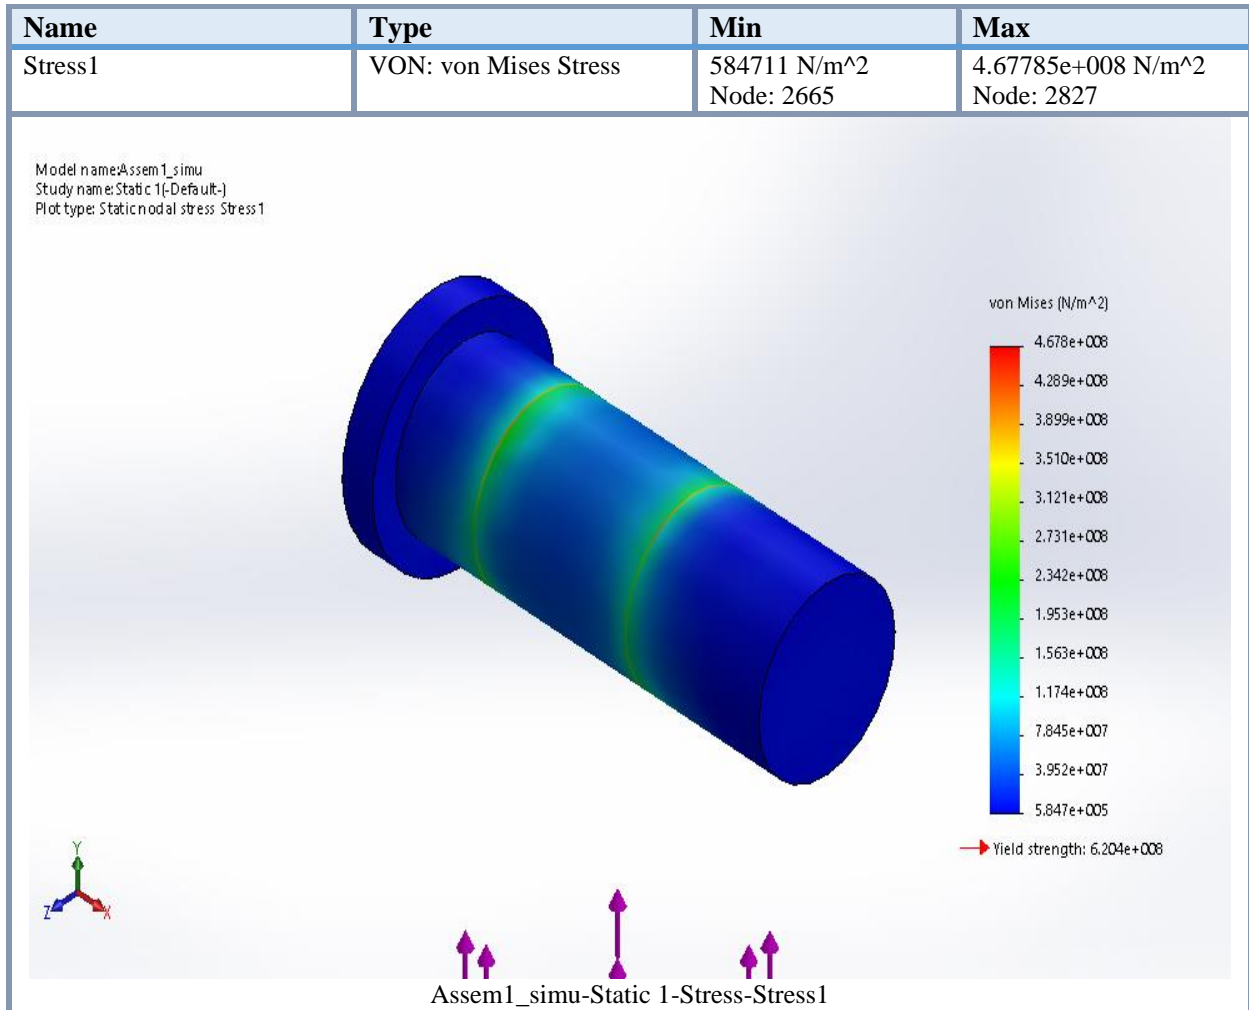 Name Type Min Max
Stress1 VON: von Mises Stress 584711 N/m^2 4.67785e+008 N/m^2
Node: 2665 Node: 2827
Model name:Assem1_simu
Study name:Static 1(-Default-)
Plot type: Static nodal stress Stress1
von Mises (N/m^2)
4.678e+008
4.289e+008
3.899e+008
3.510e+008
3.121e+008
2.731e+008
2.342e+008
1.953e+008
1.563e+008
1.174e+008
7.845e+007
3.952e+007
5.847e+005
Yield strength: 6.204e+008
Y
Z
X
Assem1_simu-Static 1-Stress-Stress1